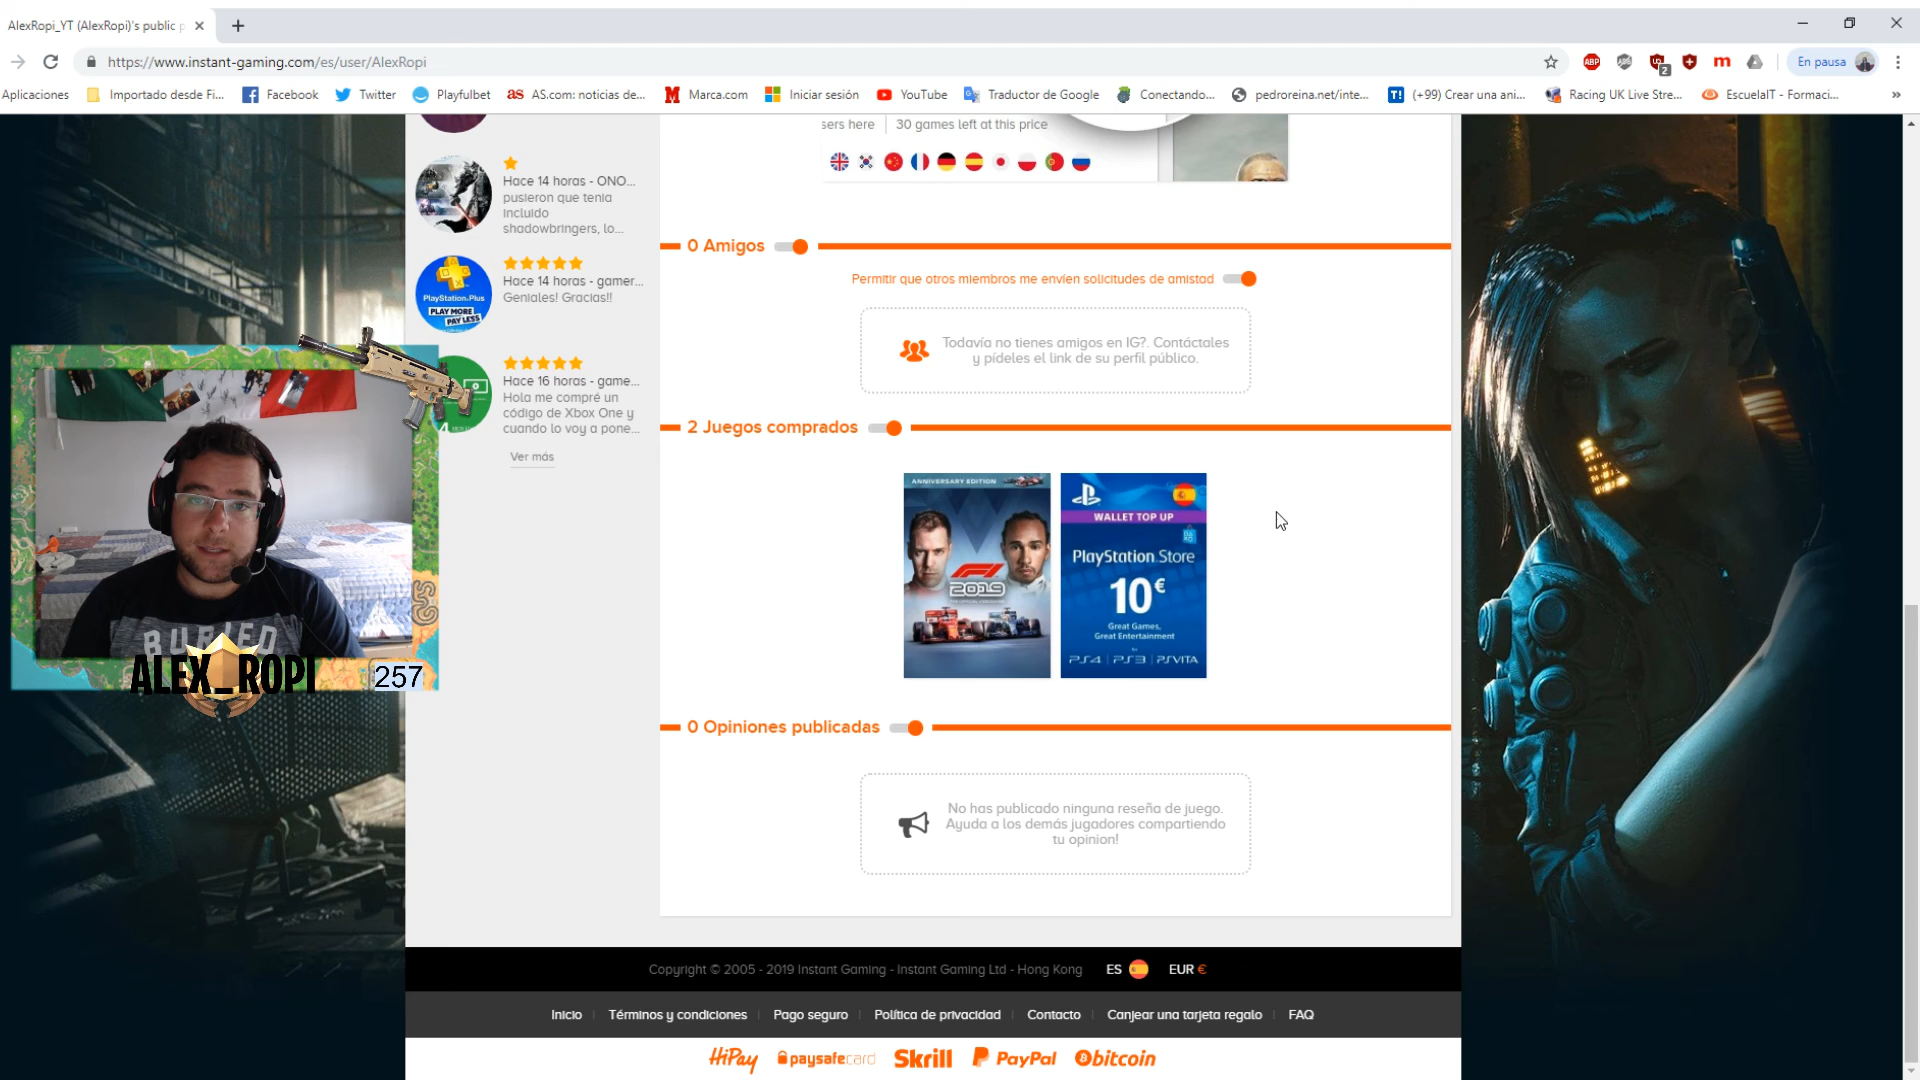 AlexRopi_YT (AlexRopi)'s public p
https://www.instant-gaming.com/es/user/AlexRopi
ABP
2
m
En pausa
Aplicaciones
Importado desde Fi...
Facebook
Twitter
Playfulbet
as AS.com: noticias de...
M Marca.com
Iniciar sesión
YouTube
Traductor de Google
Conectando...
pedroreina.net/inte...
T! (+99) Crear una ani...
Racing UK Live Stre...
EscuelaIT - Formaci...
»
sers here
30 games left at this price
Hace 14 horas - ONO...
pusieron que tenia
incluido
shadowbringers, lo...
PlayStation.Plus
PLAY MORE
PAY LESS
Hace 14 horas - gamer...
Geniales! Gracias!!
Hace 16 horas - game...
Hola me compré un
código de Xbox One y
cuando lo voy a pone...
Ver más
0 Amigos
Permitir que otros miembros me envíen solicitudes de amistad
Todavía no tienes amigos en IG?. Contáctales
y pídeles el link de su perfil público.
2 Juegos comprados
ANNIVERSARY EDITION
F1
2019
WALLET TOP UP
PlayStation.Store
10€
Great Games,
Great Entertainment
PS4 | PS3 | PSVITA
BURIED
ALEX_ROPI
257
0 Opiniones publicadas
No has publicado ninguna reseña de juego.
Ayuda a los demás jugadores compartiendo
tu opinion!
Copyright © 2005 - 2019 Instant Gaming - Instant Gaming Ltd - Hong Kong
ES
EUR €
Inicio
Términos y condiciones
Pago seguro
Política de privacidad
Contacto
Canjear una tarjeta regalo
FAQ
HiPay
paysafecard
Skrill
PayPal
bitcoin